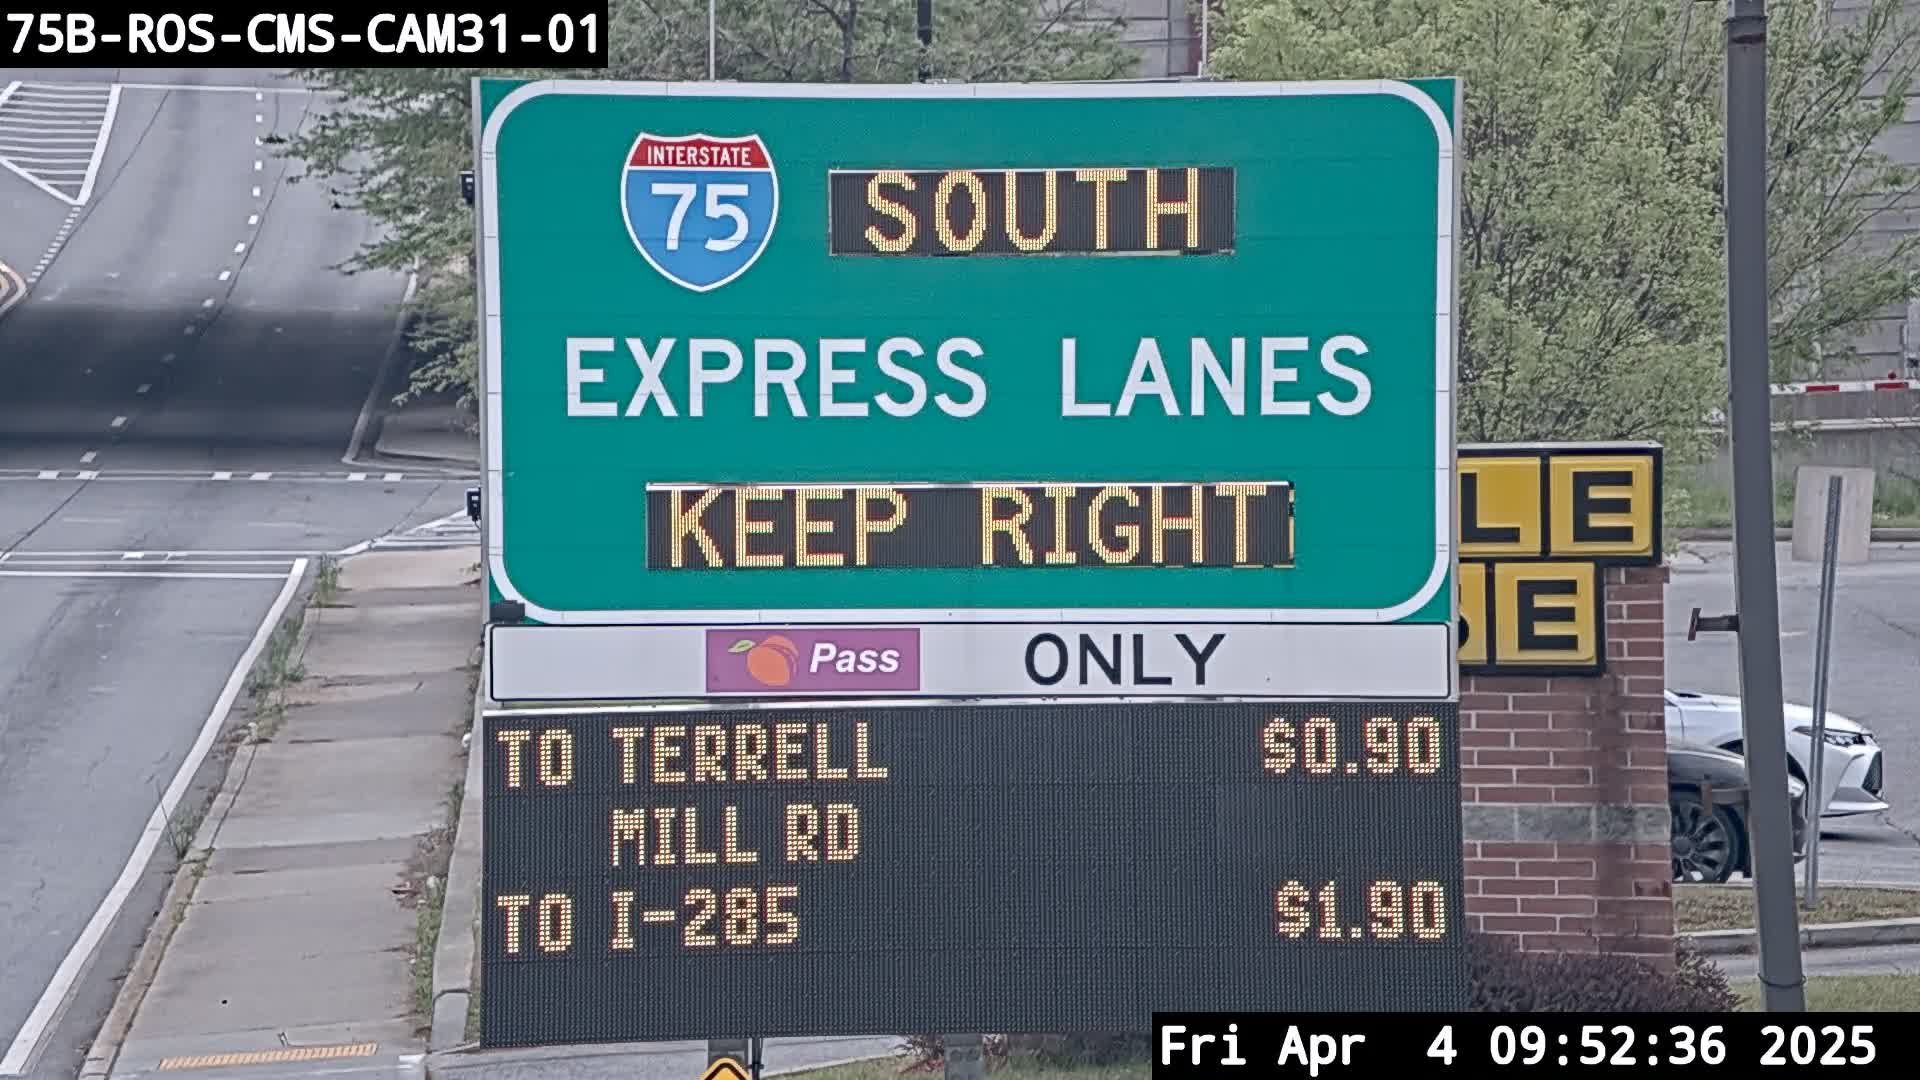 75B-ROS-CMS-CAM31-01
INTERSTATE
75
SOUTH
EXPRESS LANES
KEEP RIGHT
Pass ONLY
TO TERRELL $0.90
MILL RD
TO I-285 $1.90
LE
E
Fri Apr 4 09:52:36 2025